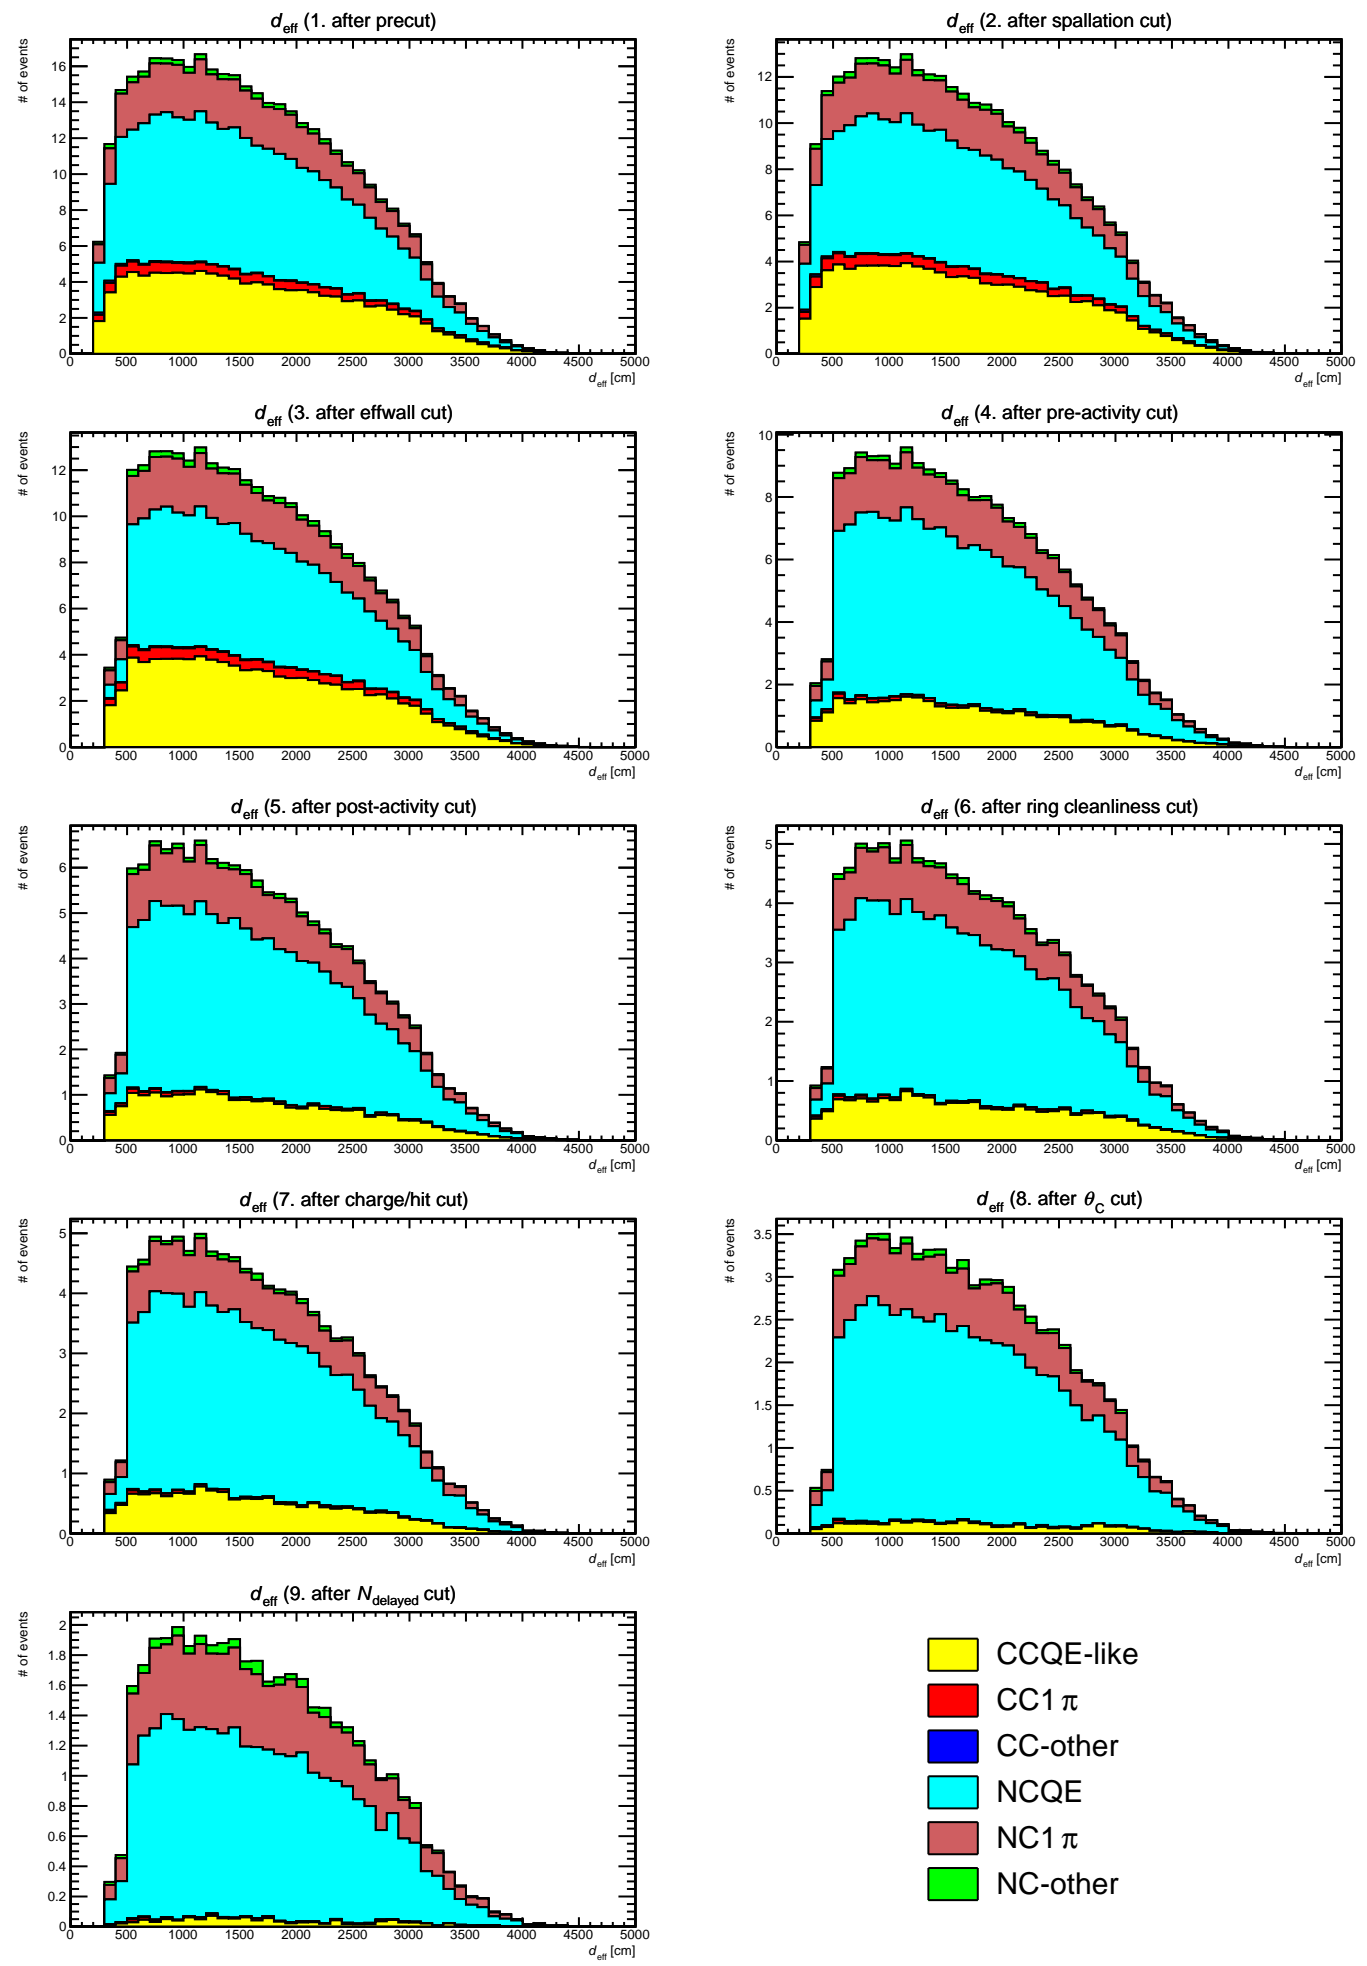 d_eff (1. after precut)
# of events
16
14
12
10
8
6
4
2
0
0 500 1000 1500 2000 2500 3000 3500 4000 4500 5000
d_eff [cm]
d_eff (2. after spallation cut)
# of events
12
10
8
6
4
2
0
0 500 1000 1500 2000 2500 3000 3500 4000 4500 5000
d_eff [cm]
d_eff (3. after effwall cut)
# of events
12
10
8
6
4
2
0
0 500 1000 1500 2000 2500 3000 3500 4000 4500 5000
d_eff [cm]
d_eff (4. after pre-activity cut)
# of events
10
8
6
4
2
0
0 500 1000 1500 2000 2500 3000 3500 4000 4500 5000
d_eff [cm]
d_eff (5. after post-activity cut)
# of events
6
5
4
3
2
1
0
0 500 1000 1500 2000 2500 3000 3500 4000 4500 5000
d_eff [cm]
d_eff (6. after ring cleanliness cut)
# of events
5
4
3
2
1
0
0 500 1000 1500 2000 2500 3000 3500 4000 4500 5000
d_eff [cm]
d_eff (7. after charge/hit cut)
# of events
5
4
3
2
1
0
0 500 1000 1500 2000 2500 3000 3500 4000 4500 5000
d_eff [cm]
d_eff (8. after θ_C cut)
# of events
3.5
3
2.5
2
1.5
1
0.5
0
0 500 1000 1500 2000 2500 3000 3500 4000 4500 5000
d_eff [cm]
d_eff (9. after N_delayed cut)
# of events
2
1.8
1.6
1.4
1.2
1
0.8
0.6
0.4
0.2
0
0 500 1000 1500 2000 2500 3000 3500 4000 4500 5000
d_eff [cm]
CCQE-like
CC1 π
CC-other
NCQE
NC1 π
NC-other